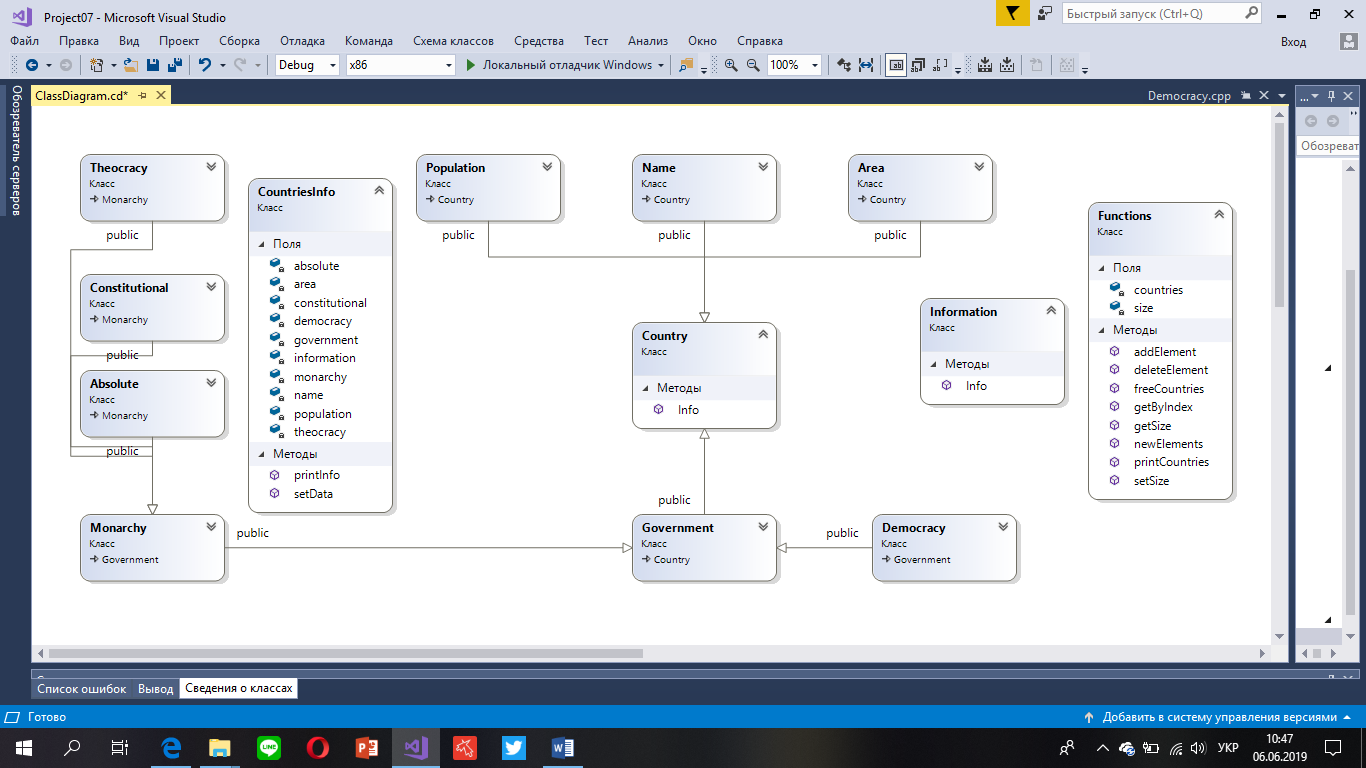 Project07 - Microsoft Visual Studio
Быстрый запуск (Ctrl+Q)
Файл Правка Вид Проект Сборка Отладка Команда Схема классов Средства Тест Анализ Окно Справка
Вход
Debug x86 Локальный отладчик Windows 100%
Обозреватель серверов
ClassDiagram.cd*
Democracy.cpp
...
Обозреват
Theocracy
Класс
Monarchy
public
Constitutional
Класс
Monarchy
public
Absolute
Класс
Monarchy
public
Monarchy
Класс
Government
public
CountriesInfo
Класс
Поля
absolute
area
constitutional
democracy
government
information
monarchy
name
population
theocracy
Методы
printInfo
setData
Population
Класс
Country
public
Name
Класс
Country
public
Area
Класс
Country
public
Country
Класс
Методы
Info
public
Government
Класс
Country
public
Democracy
Класс
Government
Information
Класс
Методы
Info
Functions
Класс
Поля
countries
size
Методы
addElement
deleteElement
freeCountries
getByIndex
getSize
newElements
printCountries
setSize
Список ошибок Вывод Сведения о классах
Готово
Добавить в систему управления версиями
УКР
10:47
06.06.2019